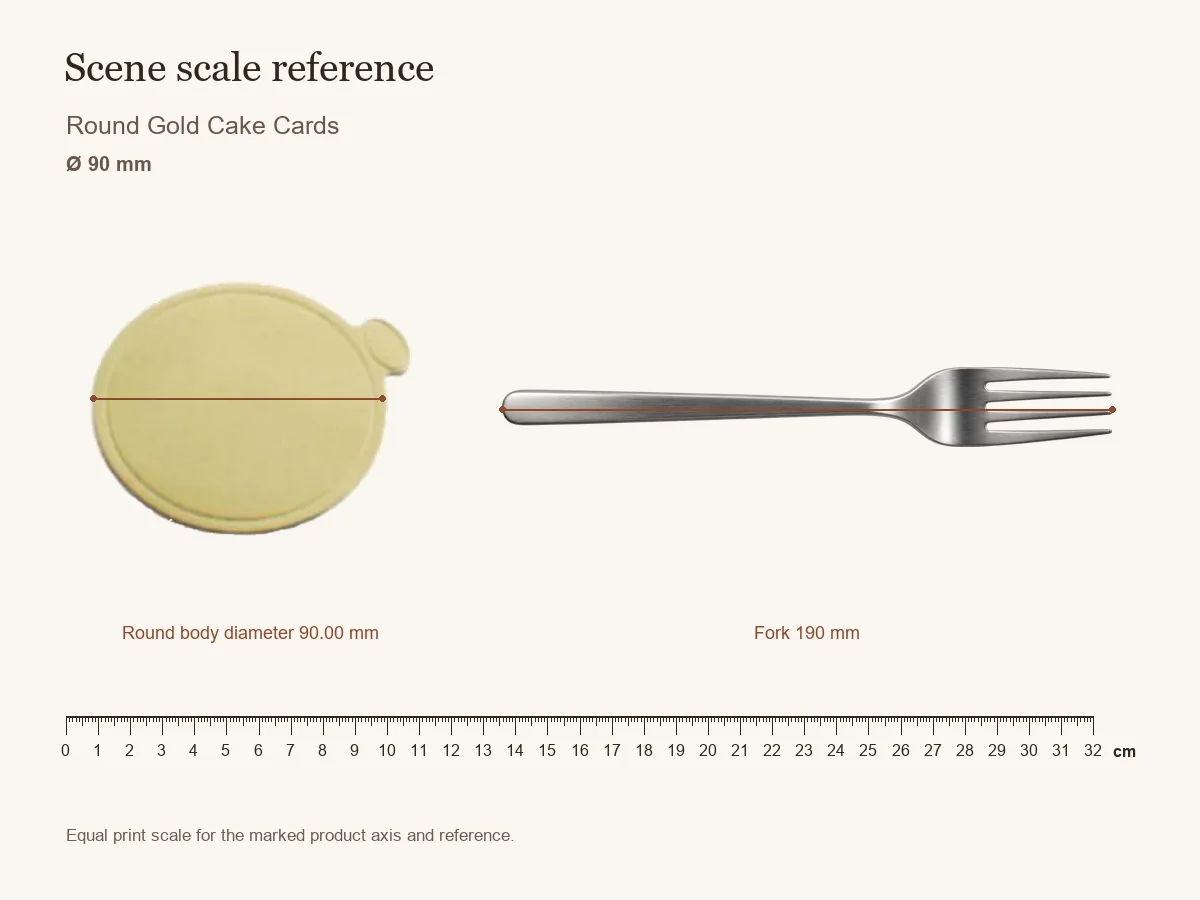 Scene scale reference
Round Gold Cake Cards
Ø 90 mm
Round body diameter 90.00 mm
Fork 190 mm
0 1 2 3 4 5 6 7 8 9 10 11 12 13 14 15 16 17 18 19 20 21 22 23 24 25 26 27 28 29 30 31 32 cm
Equal print scale for the marked product axis and reference.